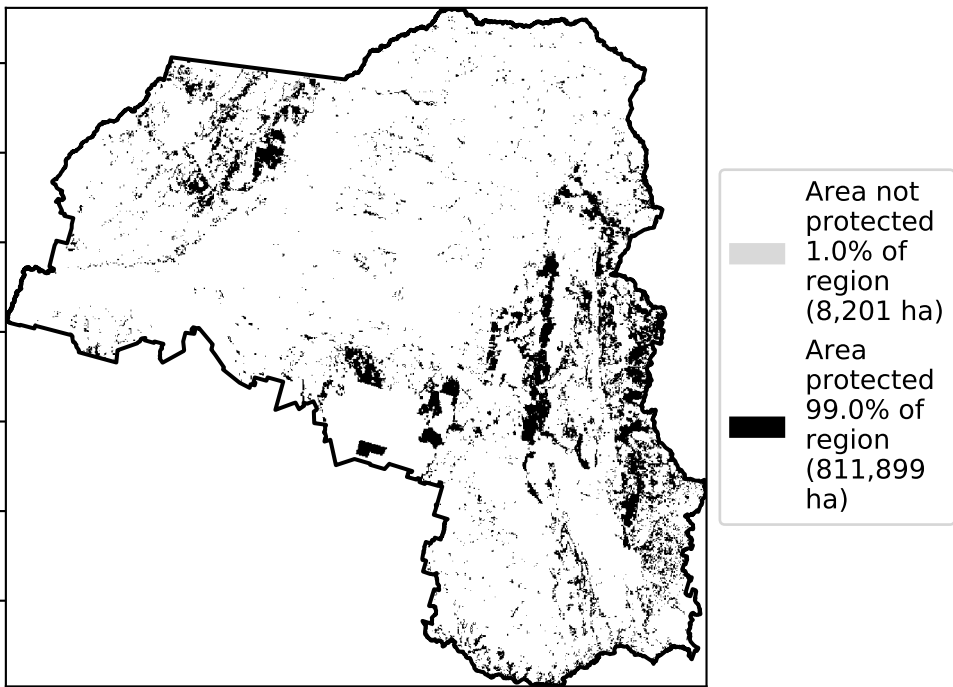 Area not
protected
1.0% of
region
(8,201 ha)
Area
protected
99.0% of
region
(811,899
ha)